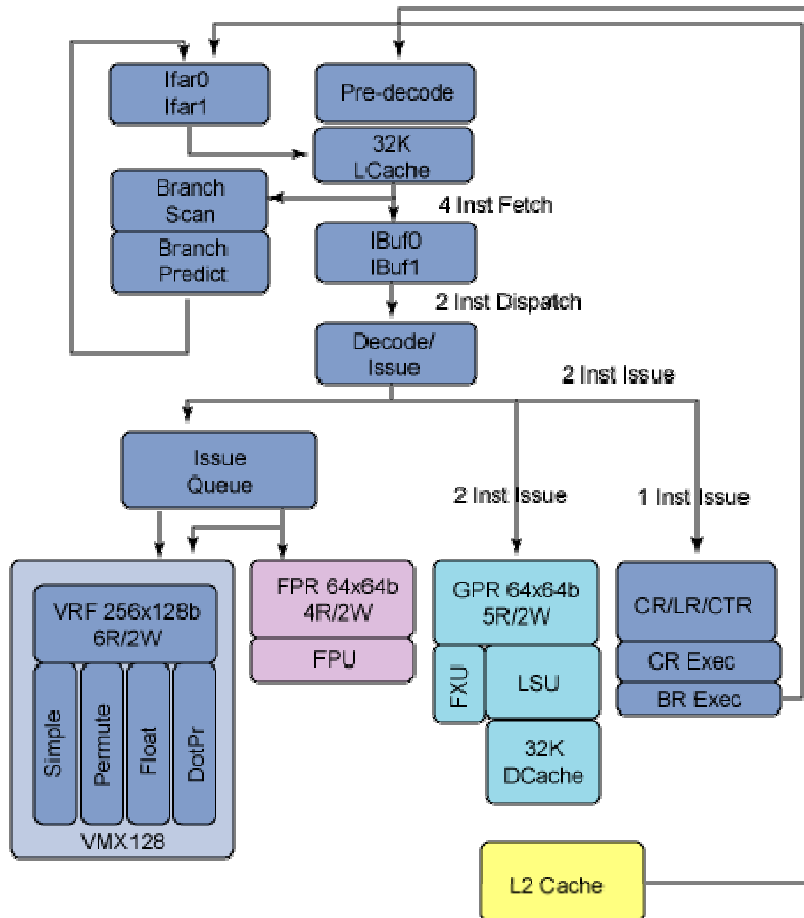 Ifar0
Ifar1
Pre-decode
32K
LCache
Branch
Scan
4 Inst Fetch
Branch
Predict
IBuf0
IBuf1
2 Inst Dispatch
Decode/
Issue
2 Inst Issue
Issue
Queue
2 Inst Issue
1 Inst Issue
VRF 256x128b
6R/2W
FPR 64x64b
4R/2W
GPR 64x64b
5R/2W
CR/LR/CTR
FPU
FXU
LSU
CR Exec
BR Exec
Simple
Permute
Float
DotPr
32K
DCache
VMX128
L2 Cache